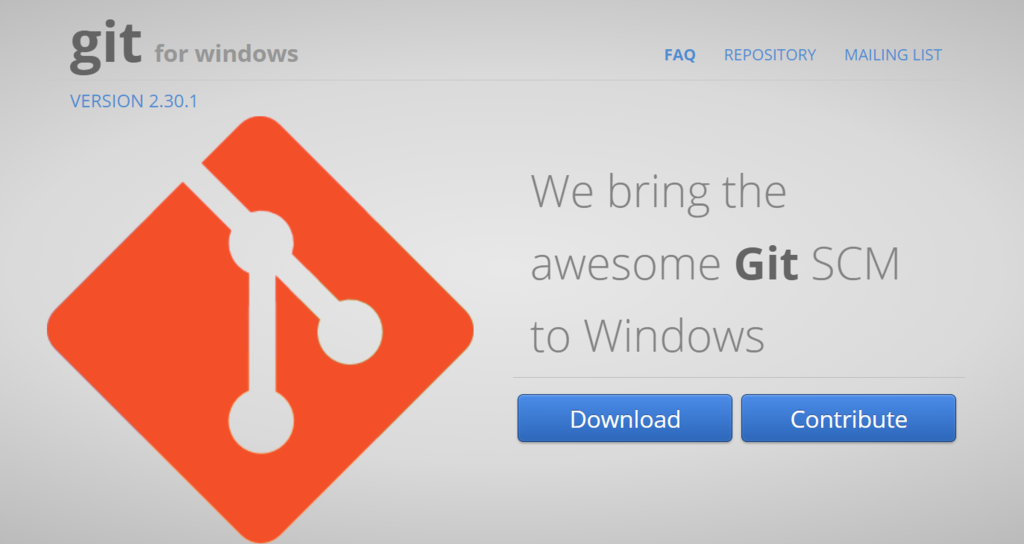 git for windows
FAQ REPOSITORY MAILING LIST
VERSION 2.30.1
We bring the
awesome Git SCM
to Windows
Download Contribute